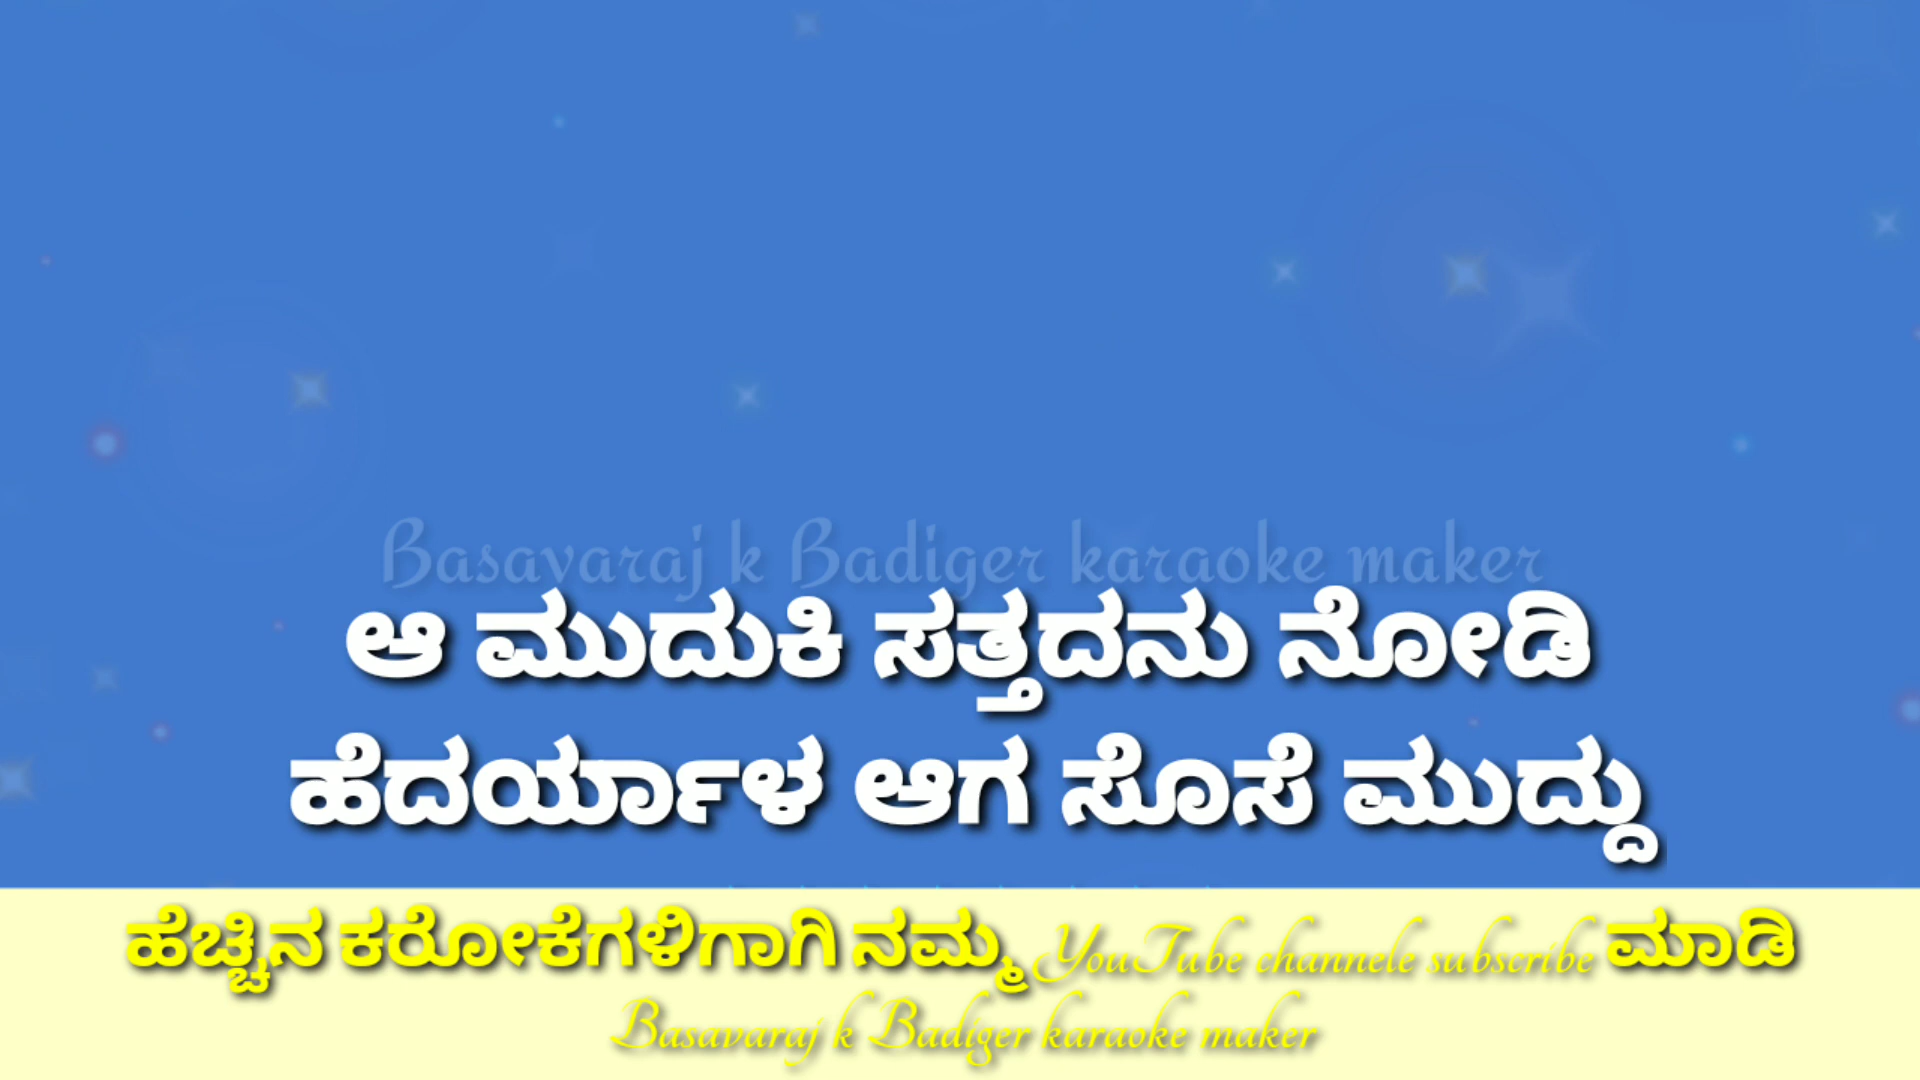 Basavaraj k Badiger karaoke maker
ಆ ಮುದುಕಿ ಸತ್ತದನು ನೋಡಿ
ಹೆದರ್ಯಾಳ ಆಗ ಸೊಸೆ ಮುದ್ದು
ಹೆಚ್ಚಿನ ಕರೋಕೆಗಳಿಗಾಗಿ ನಮ್ಮ YouTube channele subscribe ಮಾಡಿ
Basavaraj k Badiger karaoke maker